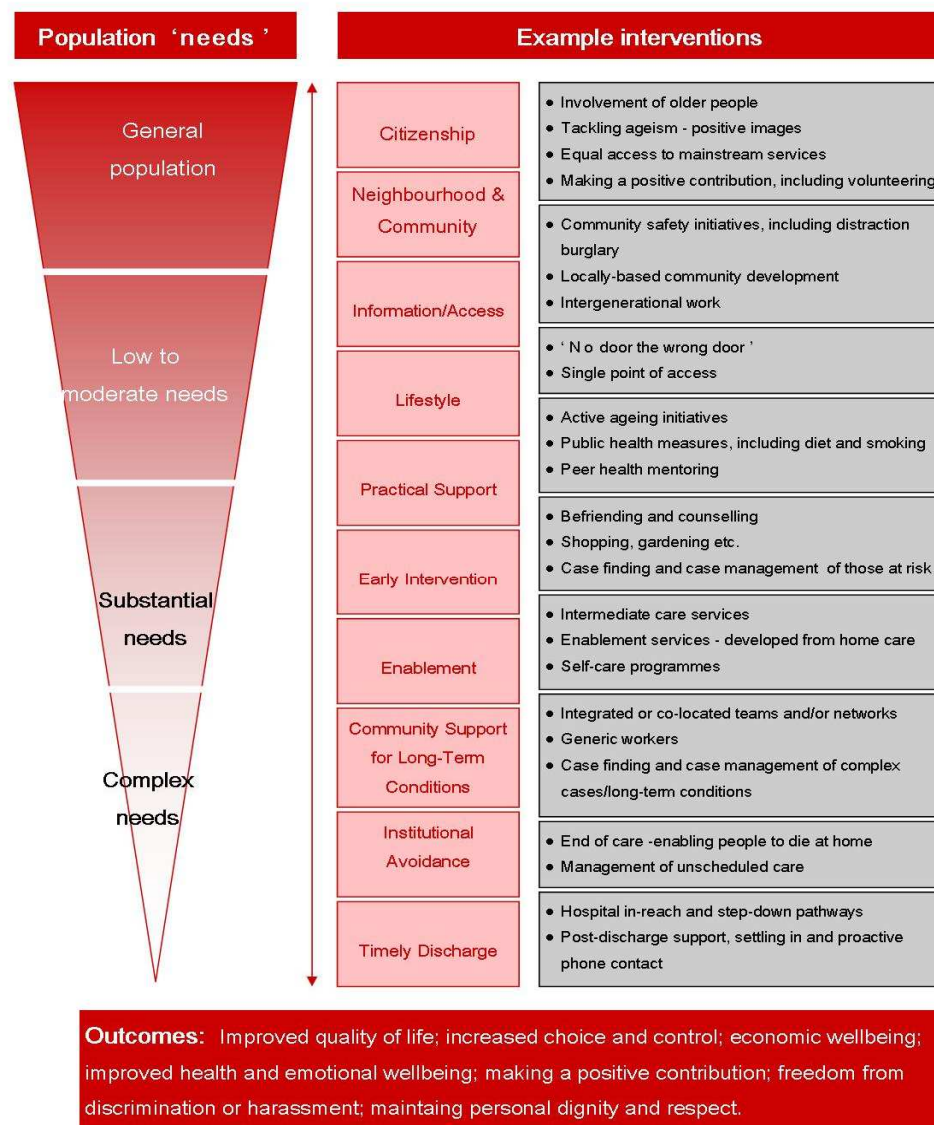 Population ‘needs’
Example interventions
General
population
Low to
moderate needs
Substantial
needs
Complex
needs
Citizenship
Neighbourhood &
Community
Information/Access
Lifestyle
Practical Support
Early Intervention
Enablement
Community Support
for Long-Term
Conditions
Institutional
Avoidance
Timely Discharge
• Involvement of older people
• Tackling ageism - positive images
• Equal access to mainstream services
• Making a positive contribution, including volunteering
• Community safety initiatives, including distraction
burglary
• Locally-based community development
• Intergenerational work
• ‘No door the wrong door’
• Single point of access
• Active ageing initiatives
• Public health measures, including diet and smoking
• Peer health mentoring
• Befriending and counselling
• Shopping, gardening etc.
• Case finding and case management of those at risk
• Intermediate care services
• Enablement services - developed from home care
• Self-care programmes
• Integrated or co-located teams and/or networks
• Generic workers
• Case finding and case management of complex
cases/long-term conditions
• End of care -enabling people to die at home
• Management of unscheduled care
• Hospital in-reach and step-down pathways
• Post-discharge support, settling in and proactive
phone contact
Outcomes: Improved quality of life; increased choice and control; economic wellbeing;
improved health and emotional wellbeing; making a positive contribution; freedom from
discrimination or harassment; maintaing personal dignity and respect.